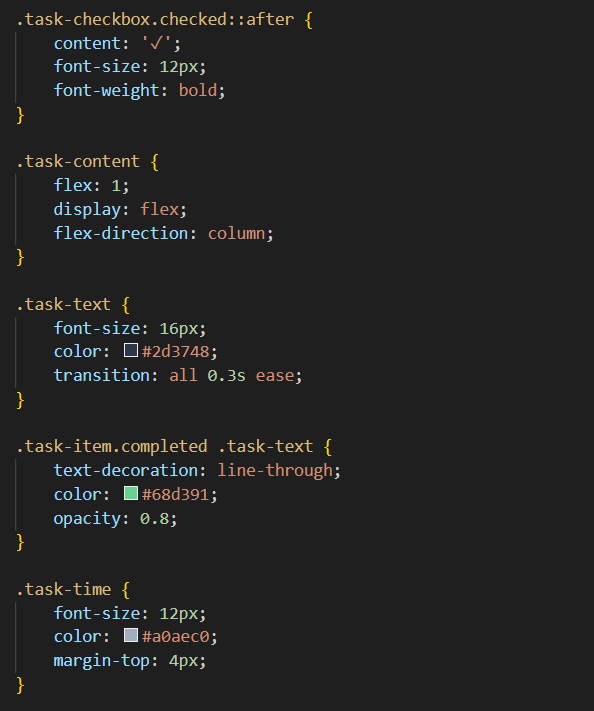 .task-checkbox.checked::after {
    content: '✓';
    font-size: 12px;
    font-weight: bold;
}

.task-content {
    flex: 1;
    display: flex;
    flex-direction: column;
}

.task-text {
    font-size: 16px;
    color: #2d3748;
    transition: all 0.3s ease;
}

.task-item.completed .task-text {
    text-decoration: line-through;
    color: #68d391;
    opacity: 0.8;
}

.task-time {
    font-size: 12px;
    color: #a0aec0;
    margin-top: 4px;
}